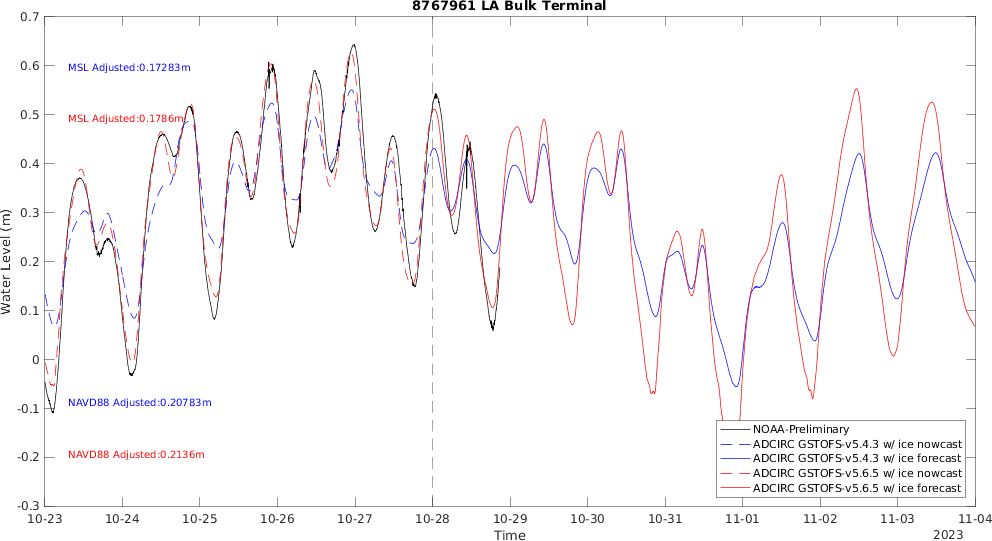 8767961 LA Bulk Terminal
0.7
0.6
0.5
0.4
0.3
0.2
0.1
0
-0.1
-0.2
-0.3
Water Level (m)
MSL Adjusted:0.17283m
MSL Adjusted:0.1786m
NAVD88 Adjusted:0.20783m
NAVD88 Adjusted:0.2136m
NOAA-Preliminary
ADCIRC GSTOFS-v5.4.3 w/ ice nowcast
ADCIRC GSTOFS-v5.4.3 w/ ice forecast
ADCIRC GSTOFS-v5.6.5 w/ ice nowcast
ADCIRC GSTOFS-v5.6.5 w/ ice forecast
10-23 10-24 10-25 10-26 10-27 10-28 10-29 10-30 10-31 11-01 11-02 11-03 11-04
Time
2023